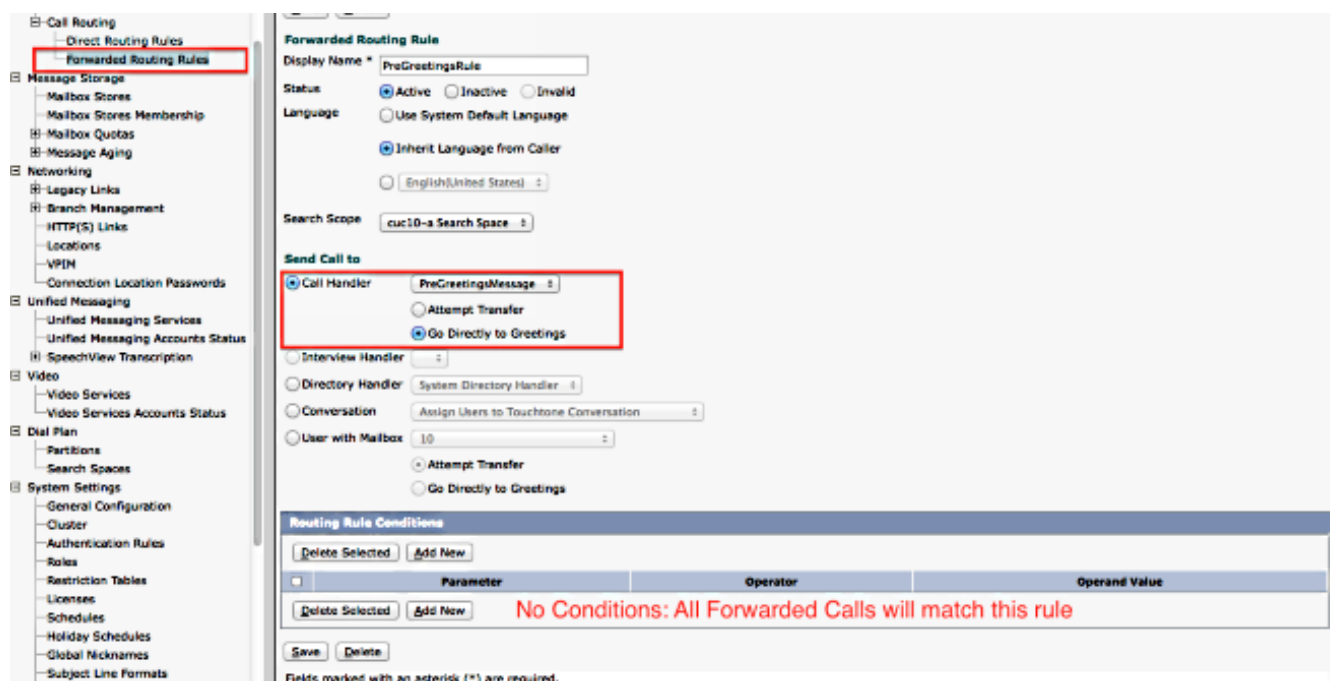 Call Routing
Direct Routing Rules
Forwarded Routing Rules
Message Storage
Mailbox Stores
Mailbox Stores Membership
Mailbox Quotas
Message Aging
Networking
Legacy Links
Branch Management
HTTP(S) Links
Locations
VPIM
Connection Location Passwords
Unified Messaging
Unified Messaging Services
Unified Messaging Accounts Status
SpeechView Transcription
Video
Video Services
Video Services Accounts Status
Dial Plan
Partitions
Search Spaces
System Settings
General Configuration
Cluster
Authentication Rules
Roles
Restriction Tables
Licenses
Schedules
Holiday Schedules
Global Nicknames
Subject Line Formats
Forwarded Routing Rule
Display Name * PreGreetingsRule
Status Active Inactive Invalid
Language Use System Default Language
Inherit Language from Caller
English(United States)
Search Scope cuc10-a Search Space
Send Call to
Call Handler PreGreetingsMessage
Attempt Transfer
Go Directly to Greetings
Interview Handler
Directory Handler System Directory Handler
Conversation Assign Users to Touchtone Conversation
User with Mailbox 10
Attempt Transfer
Go Directly to Greetings
Routing Rule Conditions
Delete Selected Add New
Parameter Operator Operand Value
Delete Selected Add New No Conditions: All Forwarded Calls will match this rule
Save Delete
Fields marked with an asterisk (*) are required.